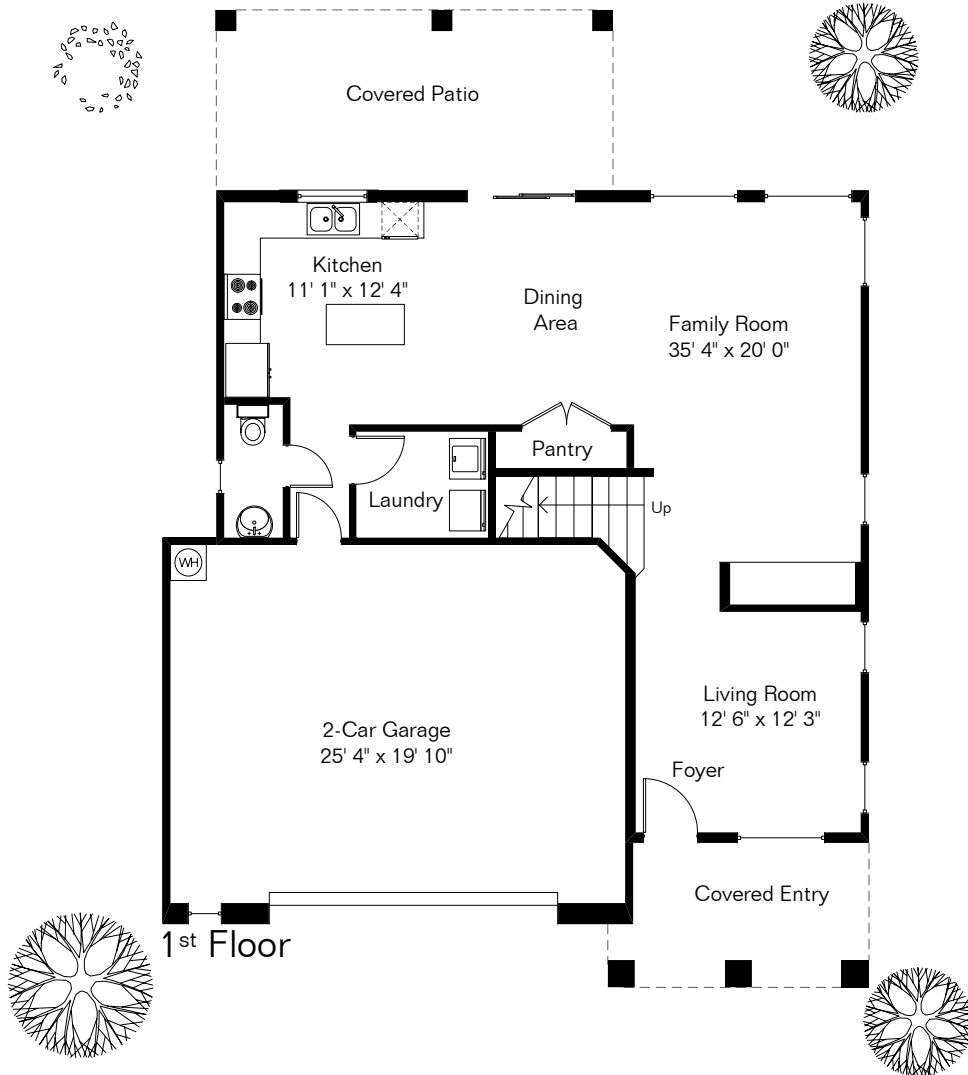 Covered Patio
Kitchen
11' 1" x 12' 4"
Dining
Area
Family Room
35' 4" x 20' 0"
Pantry
Laundry
Up
WH
Living Room
12' 6" x 12' 3"
2-Car Garage
25' 4" x 19' 10"
Foyer
Covered Entry
1st Floor